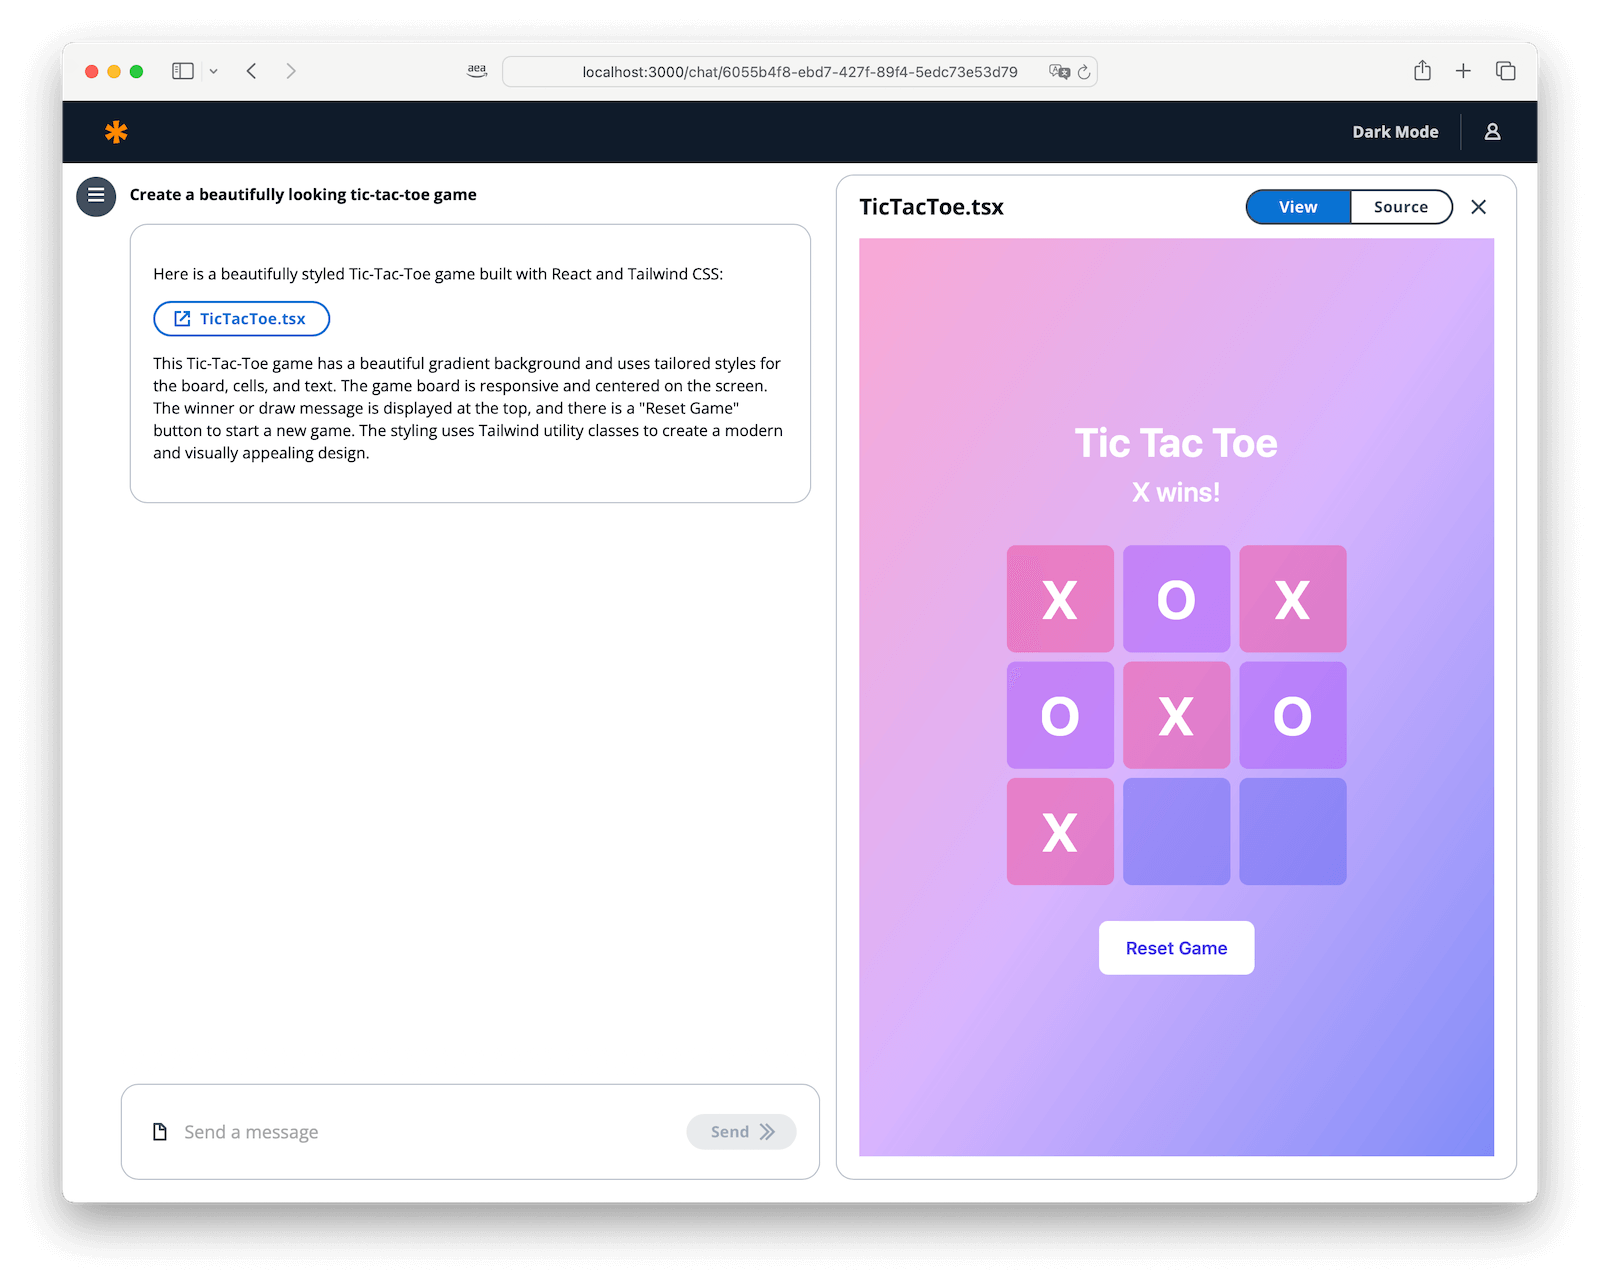 aea
localhost:3000/chat/6055b4f8-ebd7-427f-89f4-5edc73e53d79
Dark Mode
Create a beautifully looking tic-tac-toe game
Here is a beautifully styled Tic-Tac-Toe game built with React and Tailwind CSS:
TicTacToe.tsx
This Tic-Tac-Toe game has a beautiful gradient background and uses tailored styles for
the board, cells, and text. The game board is responsive and centered on the screen.
The winner or draw message is displayed at the top, and there is a "Reset Game"
button to start a new game. The styling uses Tailwind utility classes to create a modern
and visually appealing design.
Send a message
Send
TicTacToe.tsx
View
Source
Tic Tac Toe
X wins!
X O X
O X O
X
Reset Game